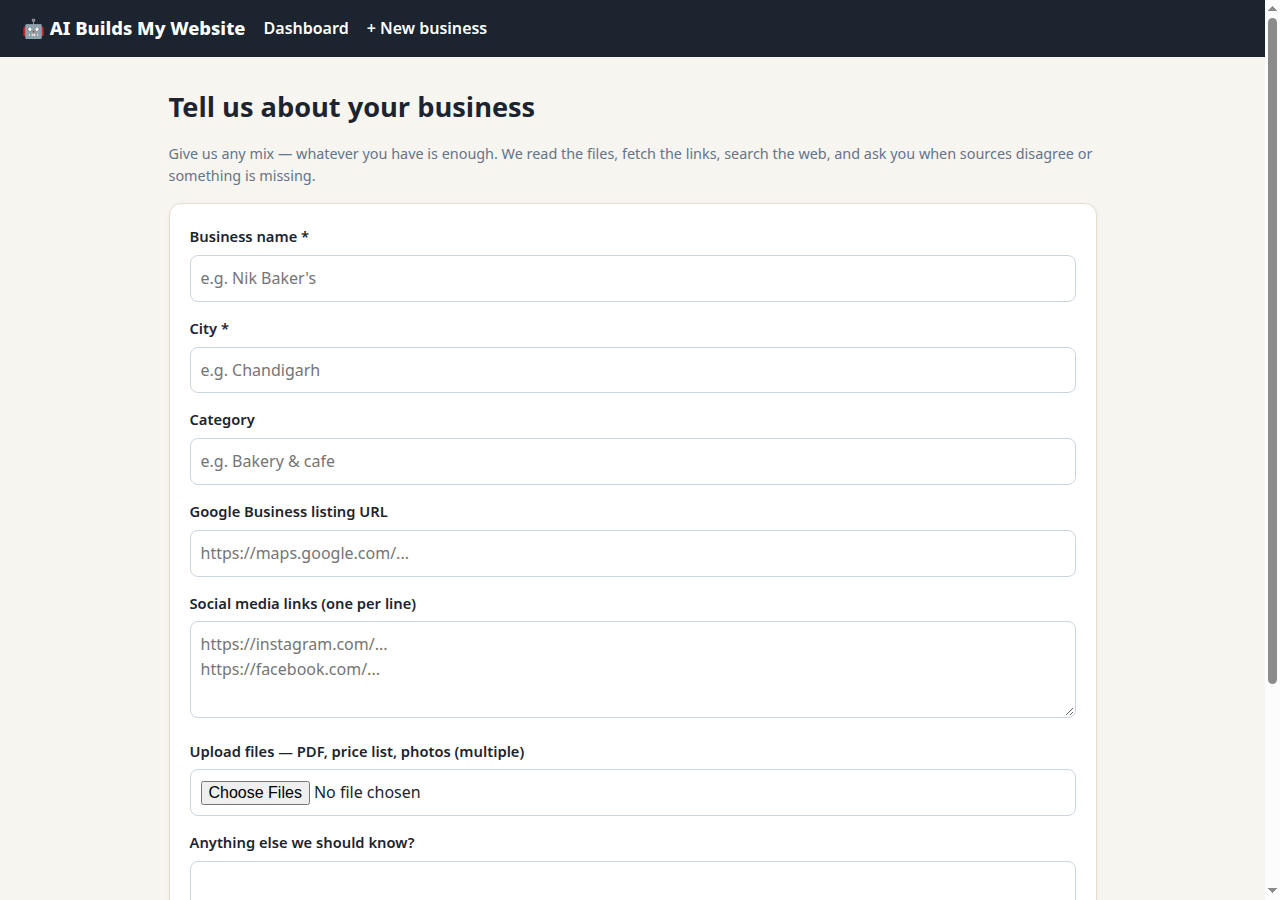 🤖 AI Builds My Website Dashboard + New business
Tell us about your business
Give us any mix — whatever you have is enough. We read the files, fetch the links, search the web, and ask you when sources disagree or
something is missing.
Business name *
e.g. Nik Baker's
City *
e.g. Chandigarh
Category
e.g. Bakery & cafe
Google Business listing URL
https://maps.google.com/...
Social media links (one per line)
https://instagram.com/...
https://facebook.com/...
Upload files — PDF, price list, photos (multiple)
Choose Files No file chosen
Anything else we should know?